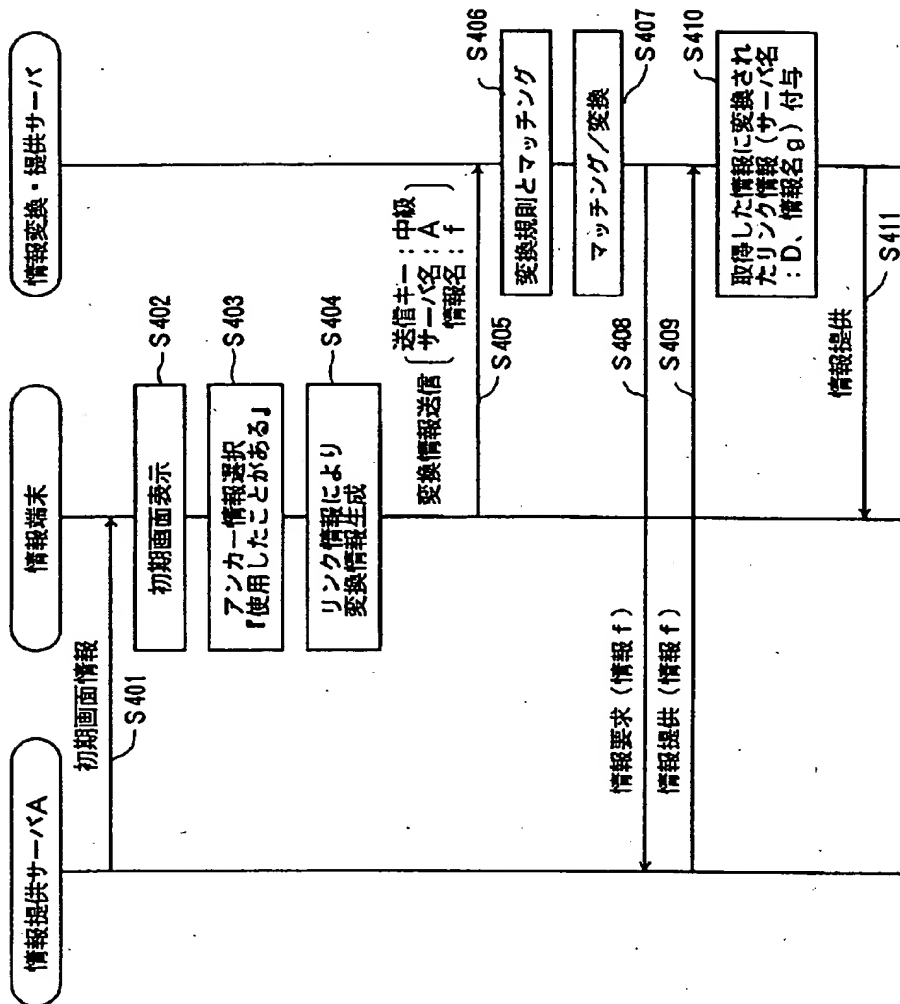 情報提供サーバA
情報端末
情報変換・提供サーバ
初期画面情報
S401
初期画面表示
S402
アンカー情報選択
『使用したことがある』
S403
リンク情報により
変換情報生成
S404
変換情報送信
送信キー：中級
サーバ名：A
情報名：f
S405
変換規則とマッチング
S406
マッチング／変換
S407
情報要求（情報f）
S408
情報提供（情報f）
S409
取得した情報に変換され
たリンク情報（サーバ名
：D、情報名g）付与
S410
情報提供
S411